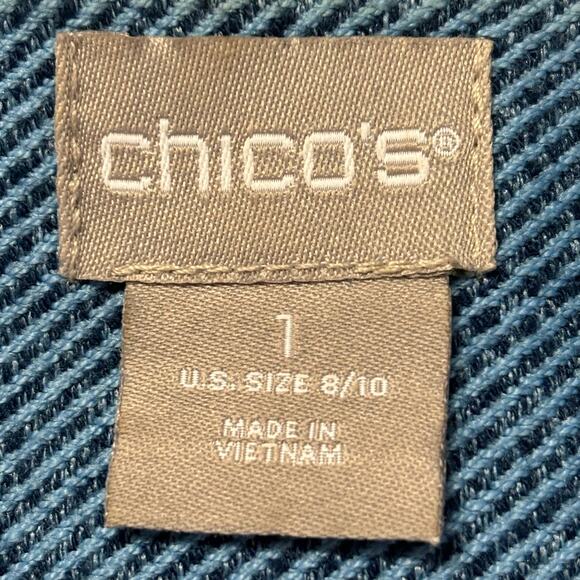 chico's®
1
U.S. SIZE 8/10
MADE IN
VIETNAM